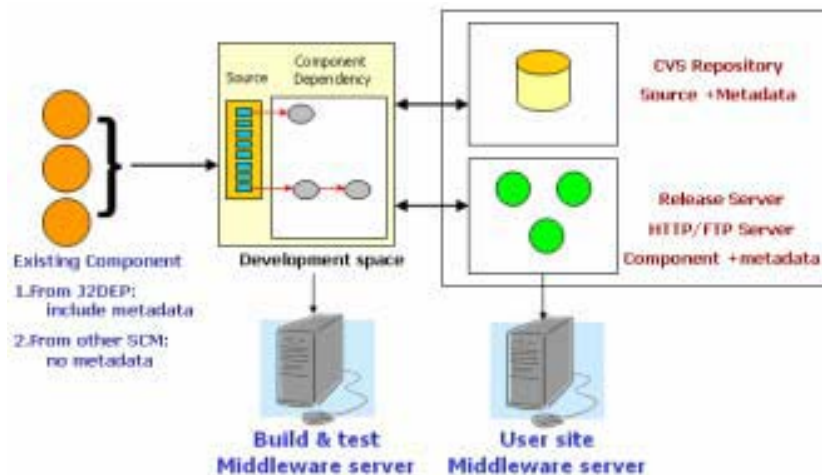 Source
Component
Dependency
CVS Repository
Source +Metadata
Release Server
HTTP/FTP Server
Component +metadata
Existing Component
1.From J2DEP:
include metadata
2.From other SCM:
no metadata
Development space
Build & test
Middleware server
User site
Middleware server